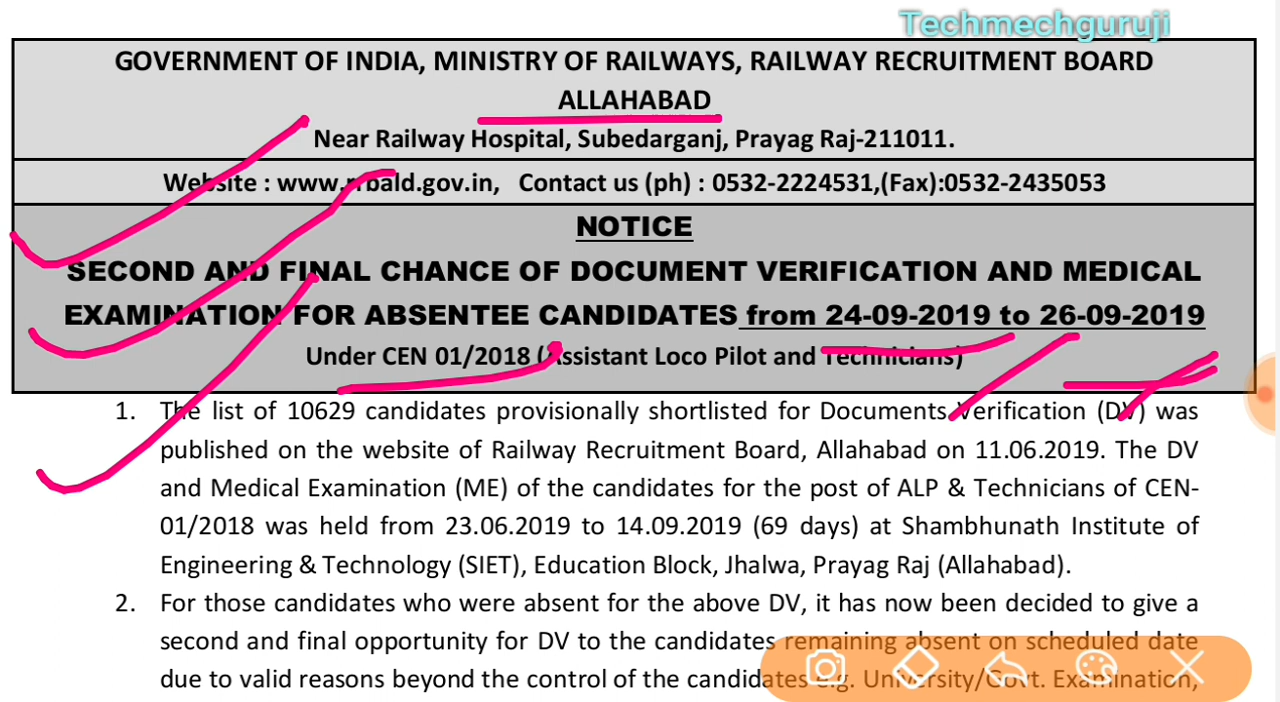 Techmechguruji
GOVERNMENT OF INDIA, MINISTRY OF RAILWAYS, RAILWAY RECRUITMENT BOARD
ALLAHABAD
Near Railway Hospital, Subedarganj, Prayag Raj-211011.
Website : www.rrbald.gov.in, Contact us (ph) : 0532-2224531,(Fax):0532-2435053
NOTICE
SECOND AND FINAL CHANCE OF DOCUMENT VERIFICATION AND MEDICAL
EXAMINATION FOR ABSENTEE CANDIDATES from 24-09-2019 to 26-09-2019
Under CEN 01/2018 (Assistant Loco Pilot and Technicians)
1. The list of 10629 candidates provisionally shortlisted for Documents Verification (DV) was
published on the website of Railway Recruitment Board, Allahabad on 11.06.2019. The DV
and Medical Examination (ME) of the candidates for the post of ALP & Technicians of CEN-
01/2018 was held from 23.06.2019 to 14.09.2019 (69 days) at Shambhunath Institute of
Engineering & Technology (SIET), Education Block, Jhalwa, Prayag Raj (Allahabad).
2. For those candidates who were absent for the above DV, it has now been decided to give a
second and final opportunity for DV to the candidates remaining absent on scheduled date
due to valid reasons beyond the control of the candidates e.g. University/Govt. Examination,